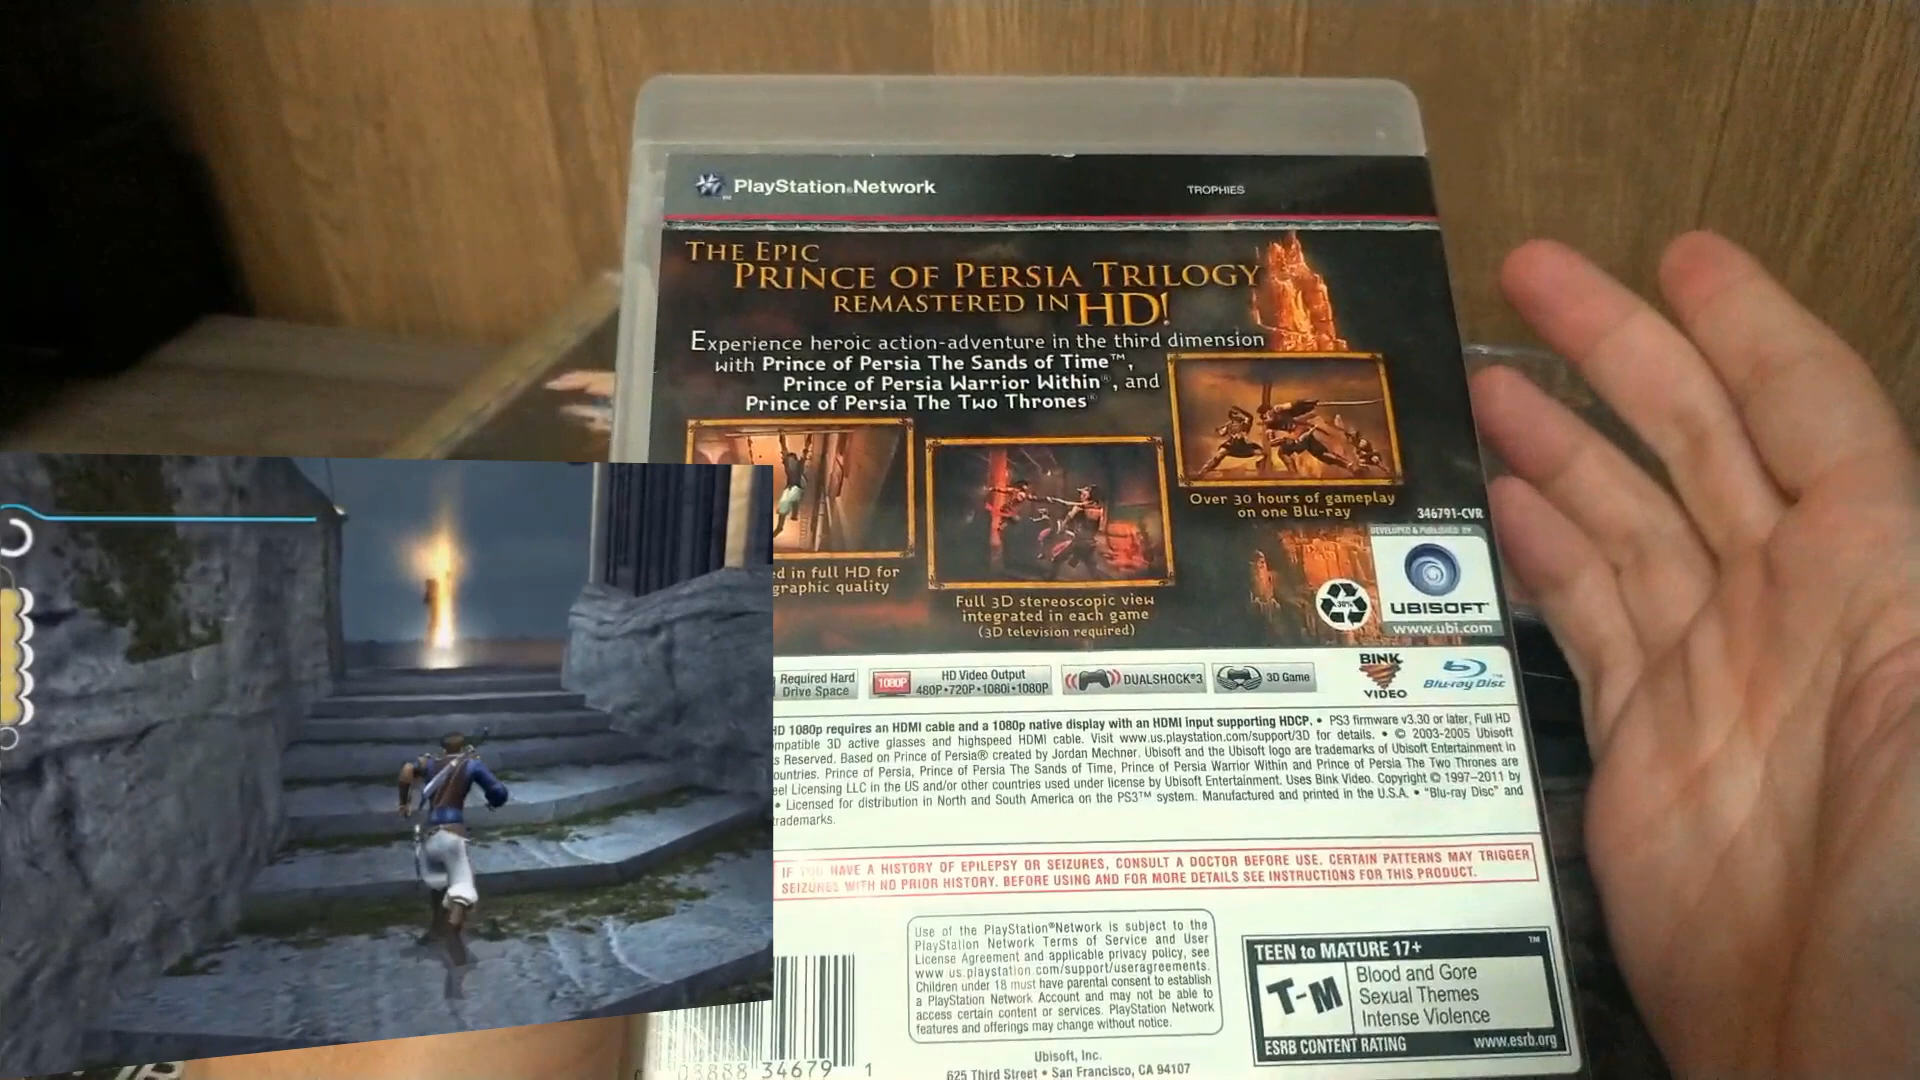 PlayStation®Network
TROPHIES
THE EPIC
PRINCE OF PERSIA TRILOGY
REMASTERED IN HD!
Experience heroic action-adventure in the third dimension
with Prince of Persia The Sands of Time™,
Prince of Persia Warrior Within®, and
Prince of Persia The Two Thrones®
Over 30 hours of gameplay
on one Blu-ray
346791-CVR
DEVELOPED & PUBLISHED BY
ed in full HD for
graphic quality
Full 3D stereoscopic view
integrated in each game
(3D television required)
30%
UBISOFT
www.ubi.com
Required Hard
Drive Space
1080P
HD Video Output
480P•720P•1080i•1080P
DUALSHOCK®3
3D Game
BINK
VIDEO
Blu-ray Disc™
HD 1080p requires an HDMI cable and a 1080p native display with an HDMI input supporting HDCP. • PS3 firmware v3.30 or later, Full HD
mpatible 3D active glasses and highspeed HDMI cable. Visit www.us.playstation.com/support/3D for details. • © 2003-2005 Ubisoft
s Reserved. Based on Prince of Persia® created by Jordan Mechner. Ubisoft and the Ubisoft logo are trademarks of Ubisoft Entertainment in
ountries. Prince of Persia, Prince of Persia The Sands of Time, Prince of Persia Warrior Within and Prince of Persia The Two Thrones are
eel Licensing LLC in the US and/or other countries used under license by Ubisoft Entertainment. Uses Bink Video. Copyright © 1997–2011 by
• Licensed for distribution in North and South America on the PS3™ system. Manufactured and printed in the U.S.A. • "Blu-ray Disc" and
rademarks.
IF YOU HAVE A HISTORY OF EPILEPSY OR SEIZURES, CONSULT A DOCTOR BEFORE USE. CERTAIN PATTERNS MAY TRIGGER
SEIZURES WITH NO PRIOR HISTORY. BEFORE USING AND FOR MORE DETAILS SEE INSTRUCTIONS FOR THIS PRODUCT.
Use of the PlayStation®Network is subject to the
PlayStation Network Terms of Service and User
License Agreement and applicable privacy policy, see
www.us.playstation.com/support/useragreements.
Children under 18 must have parental consent to establish
a PlayStation Network Account and may not be able to
access certain content or services. PlayStation Network
features and offerings may change without notice.
TEEN to MATURE 17+ ™
T-M
Blood and Gore
Sexual Themes
Intense Violence
ESRB CONTENT RATING
www.esrb.org
08888 34679 1
Ubisoft, Inc.
625 Third Street • San Francisco, CA 94107